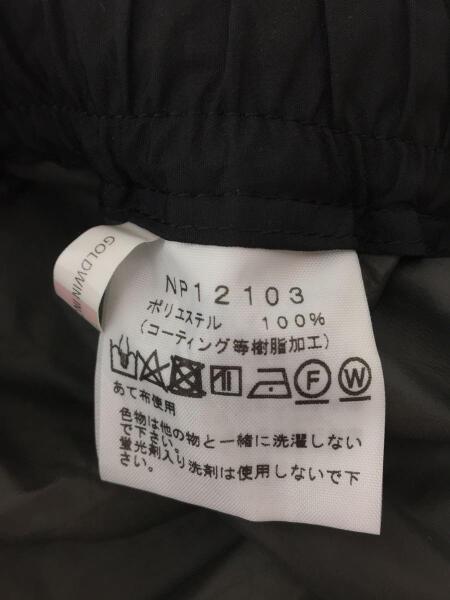 GOLDWIN IN
NP12103
ポリエステル 100%
(コーティング等樹脂加工)
F W
あて布使用
色物は他の物と一緒に洗濯しない
で下さい。
蛍光剤入り洗剤は使用しないで下
さい。